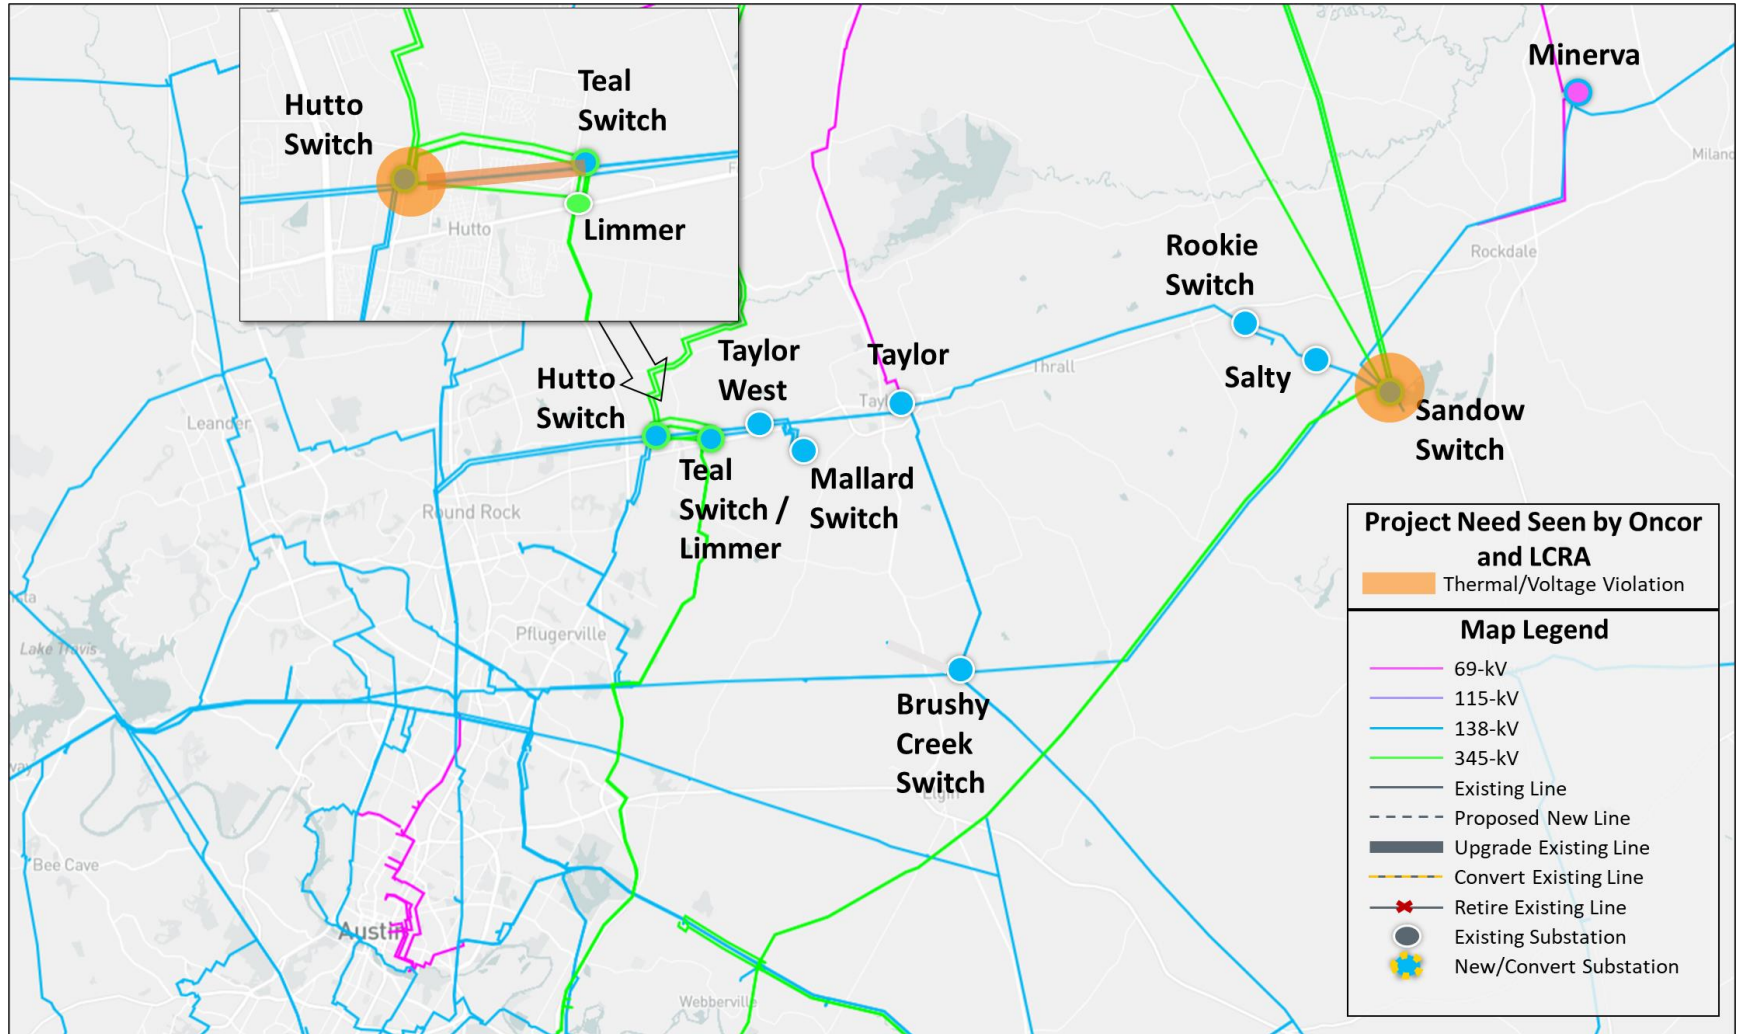 Hutto
Switch
Teal
Switch
Hutto
Limmer
Minerva
Milano
Rockdale
Rookie
Switch
Salty
Sandow
Switch
Thrall
Taylor
Taylor
West
Hutto
Switch
Leander
Teal
Switch /
Limmer
Mallard
Switch
Round Rock
Pflugerville
Lake Travis
Brushy
Creek
Switch
Elgin
Bee Cave
Austin
Webberville
Project Need Seen by Oncor
and LCRA
Thermal/Voltage Violation
Map Legend
69-kV
115-kV
138-kV
345-kV
Existing Line
Proposed New Line
Upgrade Existing Line
Convert Existing Line
Retire Existing Line
Existing Substation
New/Convert Substation